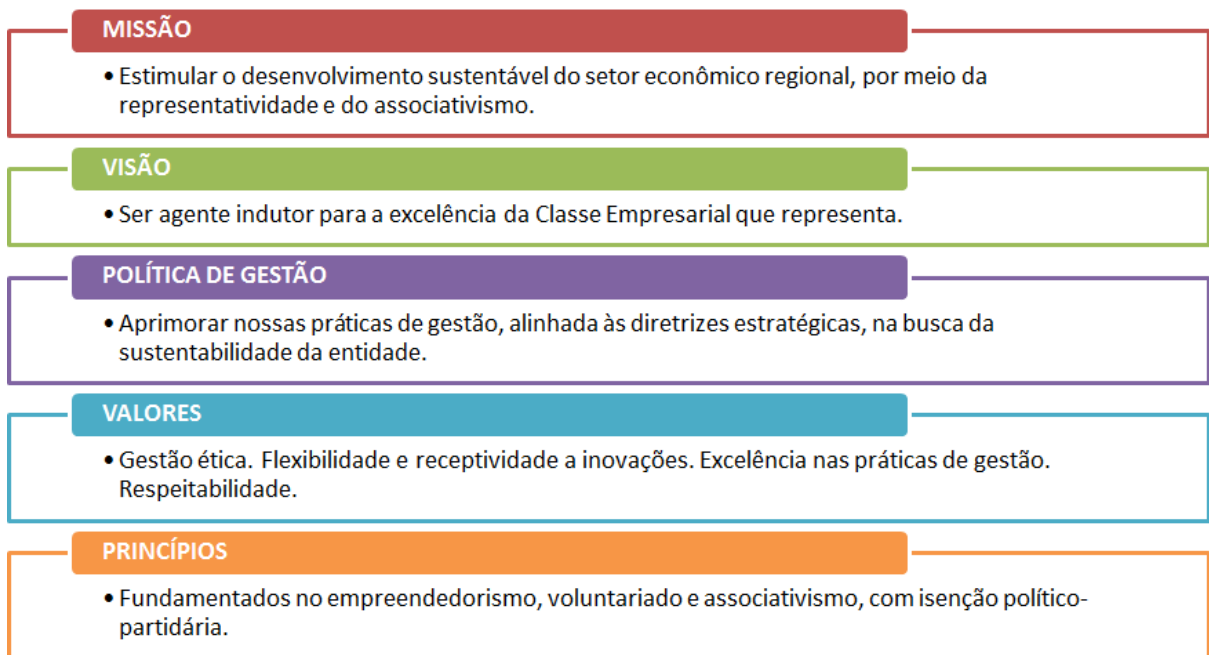 MISSÃO
• Estimular o desenvolvimento sustentável do setor econômico regional, por meio da
representatividade e do associativismo.
VISÃO
• Ser agente indutor para a excelência da Classe Empresarial que representa.
POLÍTICA DE GESTÃO
• Aprimorar nossas práticas de gestão, alinhada às diretrizes estratégicas, na busca da
sustentabilidade da entidade.
VALORES
• Gestão ética. Flexibilidade e receptividade a inovações. Excelência nas práticas de gestão.
Respeitabilidade.
PRINCÍPIOS
• Fundamentados no empreendedorismo, voluntariado e associativismo, com isenção político-
partidária.